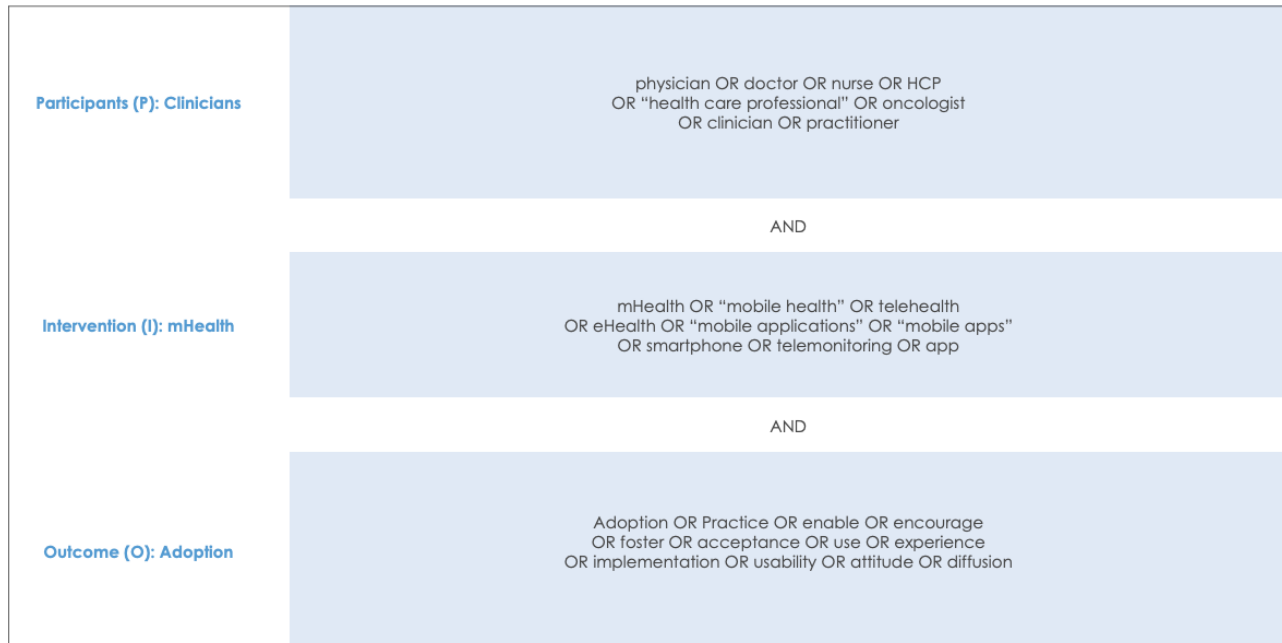 Participants (P): Clinicians
physician OR doctor OR nurse OR HCP
OR “health care professional” OR oncologist
OR clinician OR practitioner
AND
Intervention (I): mHealth
mHealth OR “mobile health” OR telehealth
OR eHealth OR “mobile applications” OR “mobile apps”
OR smartphone OR telemonitoring OR app
AND
Outcome (O): Adoption
Adoption OR Practice OR enable OR encourage
OR foster OR acceptance OR use OR experience
OR implementation OR usability OR attitude OR diffusion